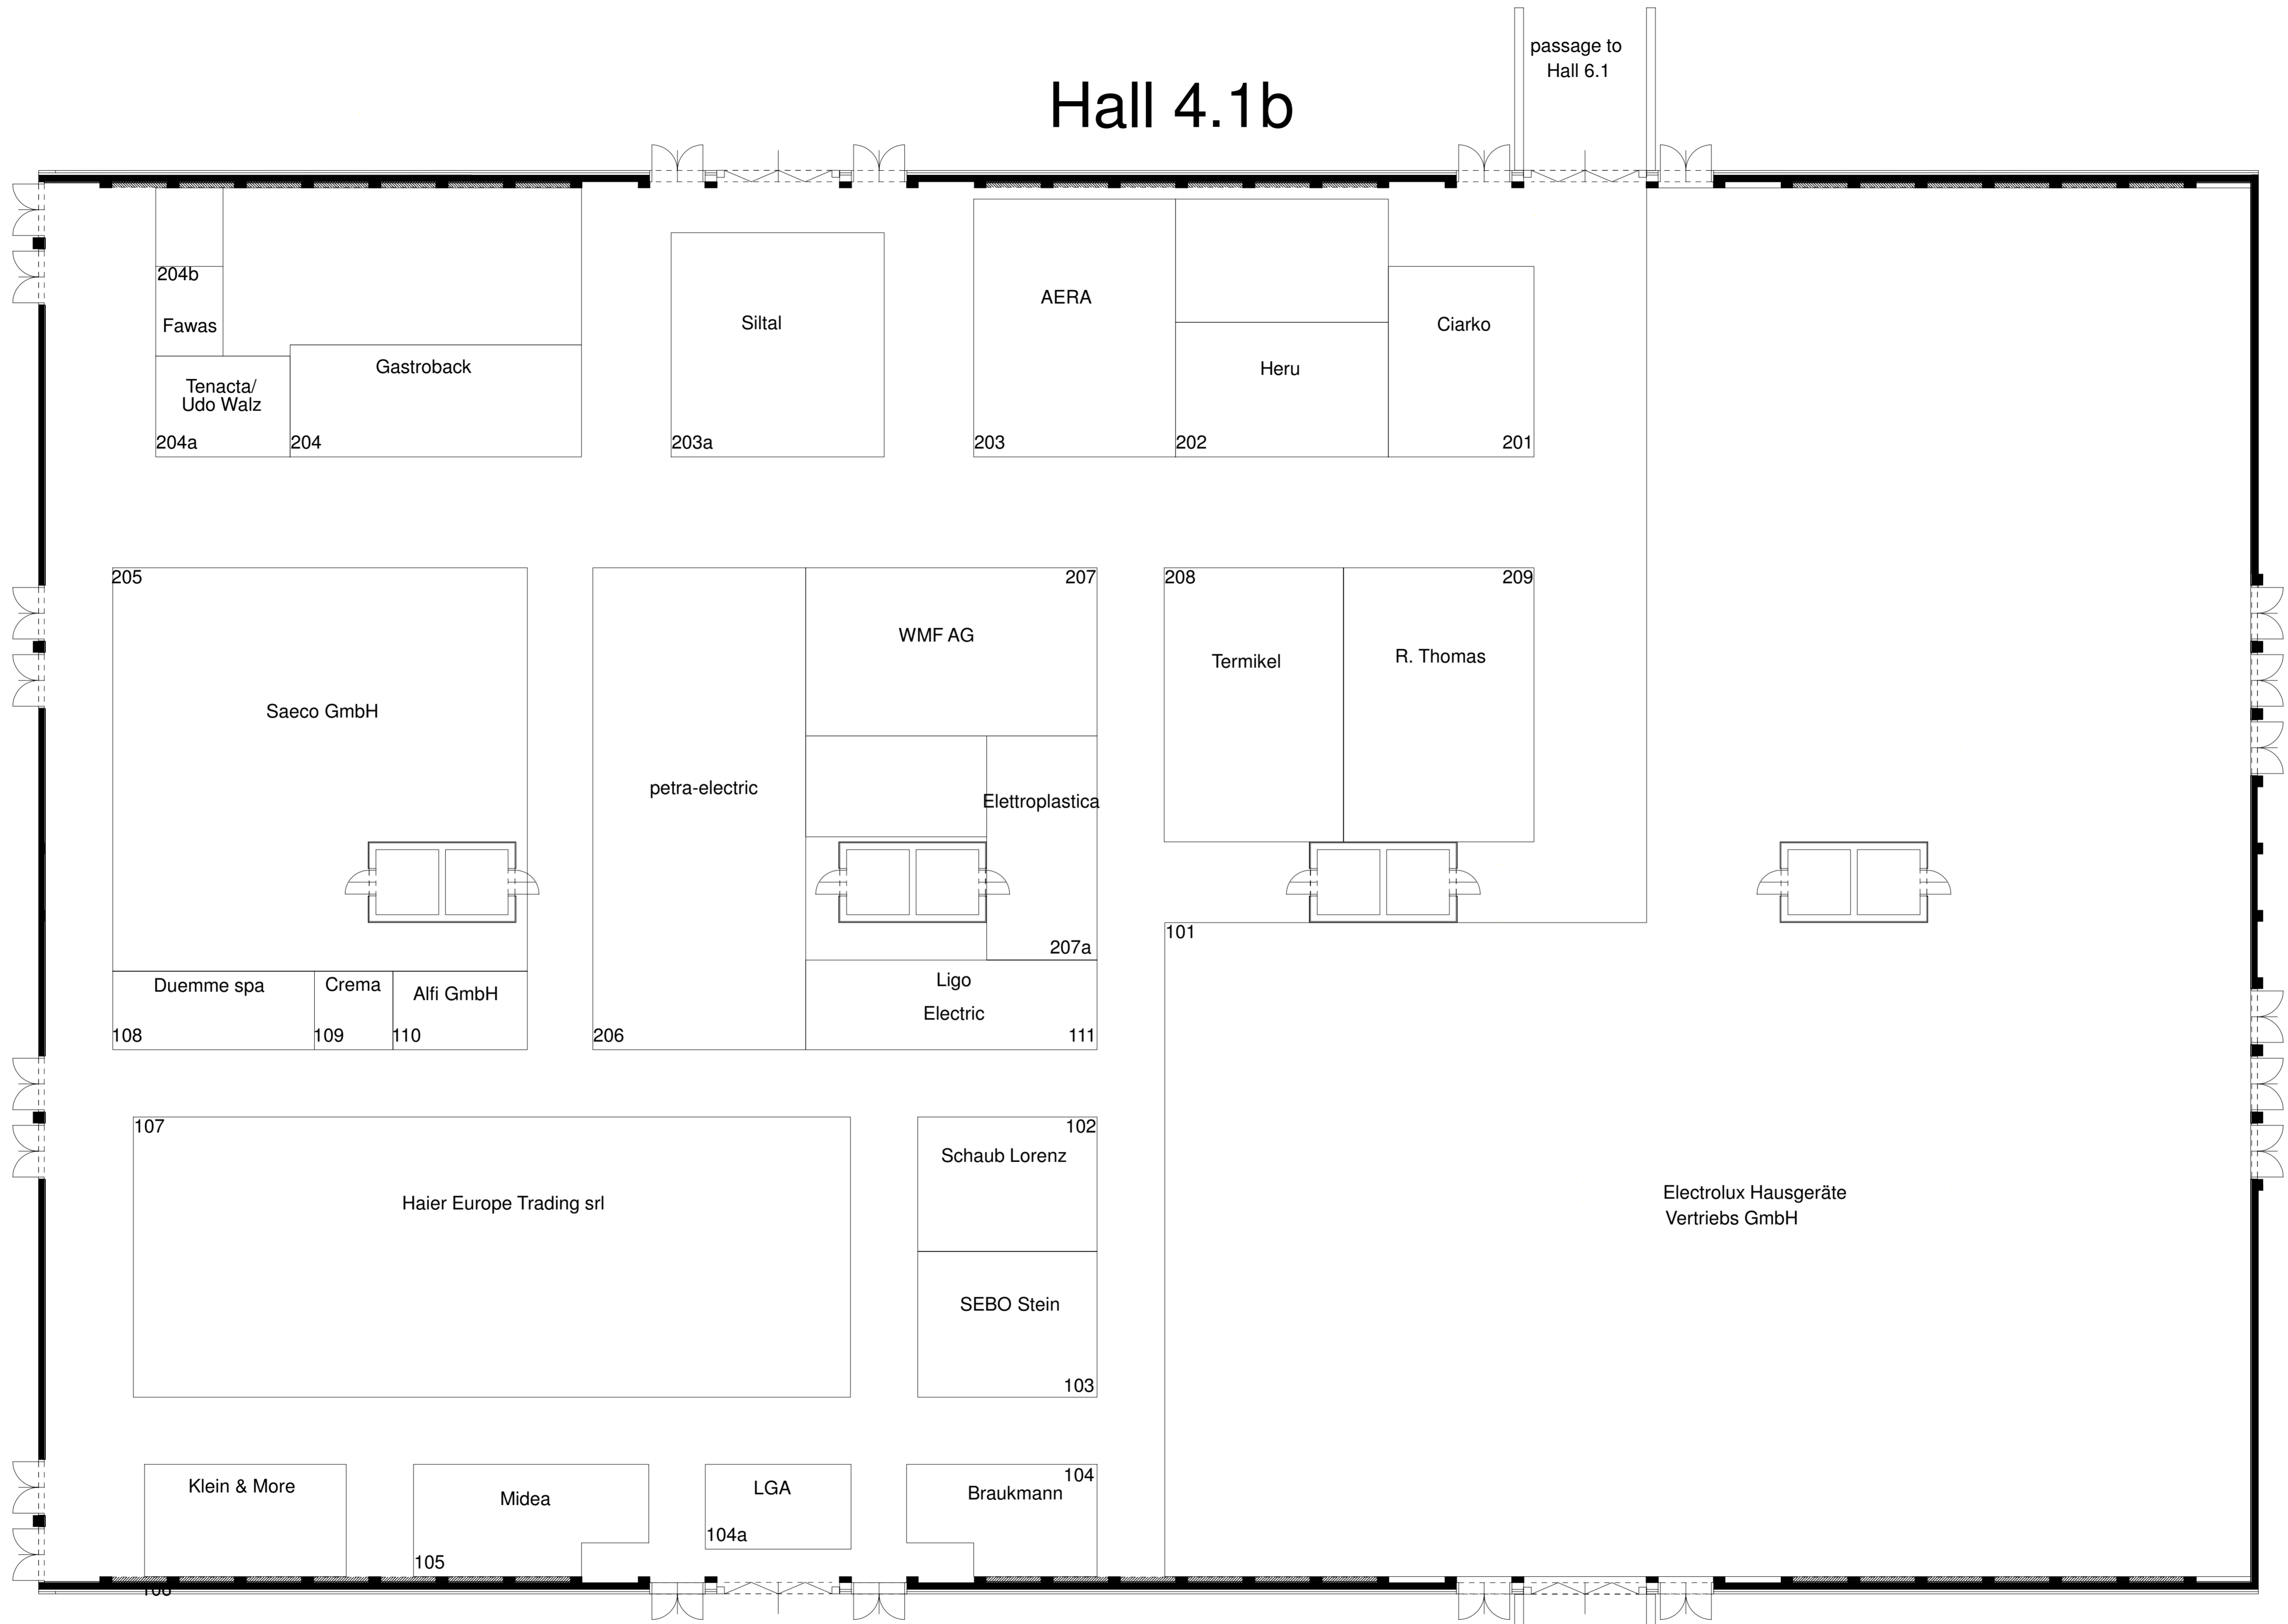 passage to
Hall 6.1
Hall 4.1b
204b
Fawas
Tenacta/
Udo Walz
204a
Gastroback
204
Siltal
203a
AERA
203
Heru
202
Ciarko
201
205
Saeco GmbH
207
WMF AG
petra-electric
Elettroplastica
207a
208
Termikel
209
R. Thomas
101
Duemme spa
108
Crema
109
Alfi GmbH
110
206
Ligo
Electric
111
107
Haier Europe Trading srl
102
Schaub Lorenz
SEBO Stein
103
Electrolux Hausgeräte
Vertriebs GmbH
Klein & More
106
Midea
105
LGA
104a
104
Braukmann